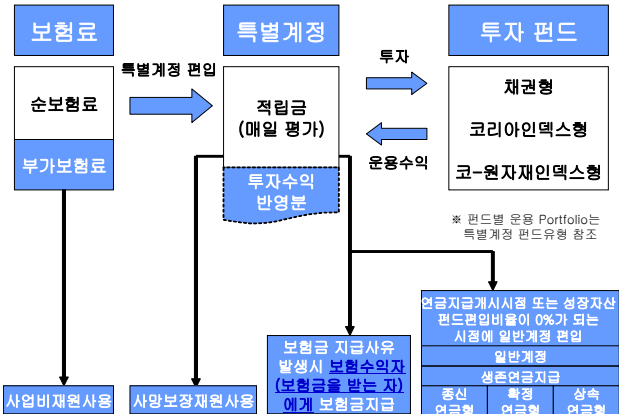 보험료
특별계정
투자 펀드
특별계정 편입
투자
순보험료
적립금
(매일 평가)
채권형
코리아인덱스형
코-원자재인덱스형
운용수익
부가보험료
투자수익
반영분
※ 펀드별 운용 Portfolio는
특별계정 펀드유형 참조
사업비재원사용
사망보장재원사용
보험금 지급사유
발생시 보험수익자
(보험금을 받는 자)
에게 보험금지급
연금지급개시시점 또는 성장자산
펀드편입비율이 0%가 되는
시점에 일반계정 편입
일반계정
생존연금지급
종신
연금형
확정
연금형
상속
연금형